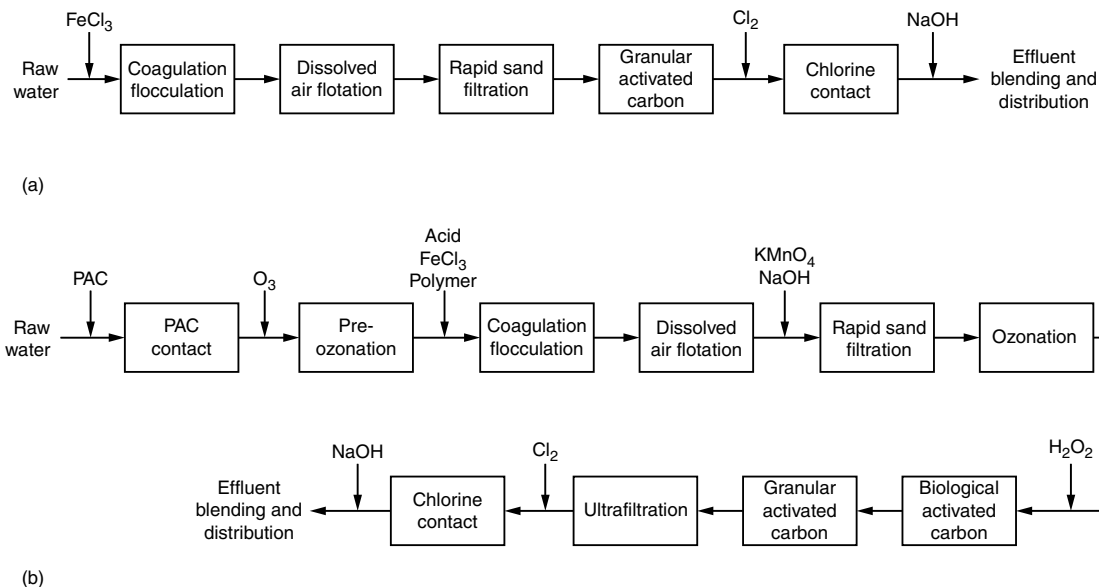 FeCl₃
Cl₂
NaOH
Raw
water
Coagulation
flocculation
Dissolved
air flotation
Rapid sand
filtration
Granular
activated
carbon
Chlorine
contact
Effluent
blending and
distribution
(a)
PAC
O₃
Acid
FeCl₃
Polymer
KMnO₄
NaOH
Raw
water
PAC
contact
Pre-
ozonation
Coagulation
flocculation
Dissolved
air flotation
Rapid sand
filtration
Ozonation
NaOH
Cl₂
H₂O₂
Effluent
blending and
distribution
Chlorine
contact
Ultrafiltration
Granular
activated
carbon
Biological
activated
carbon
(b)